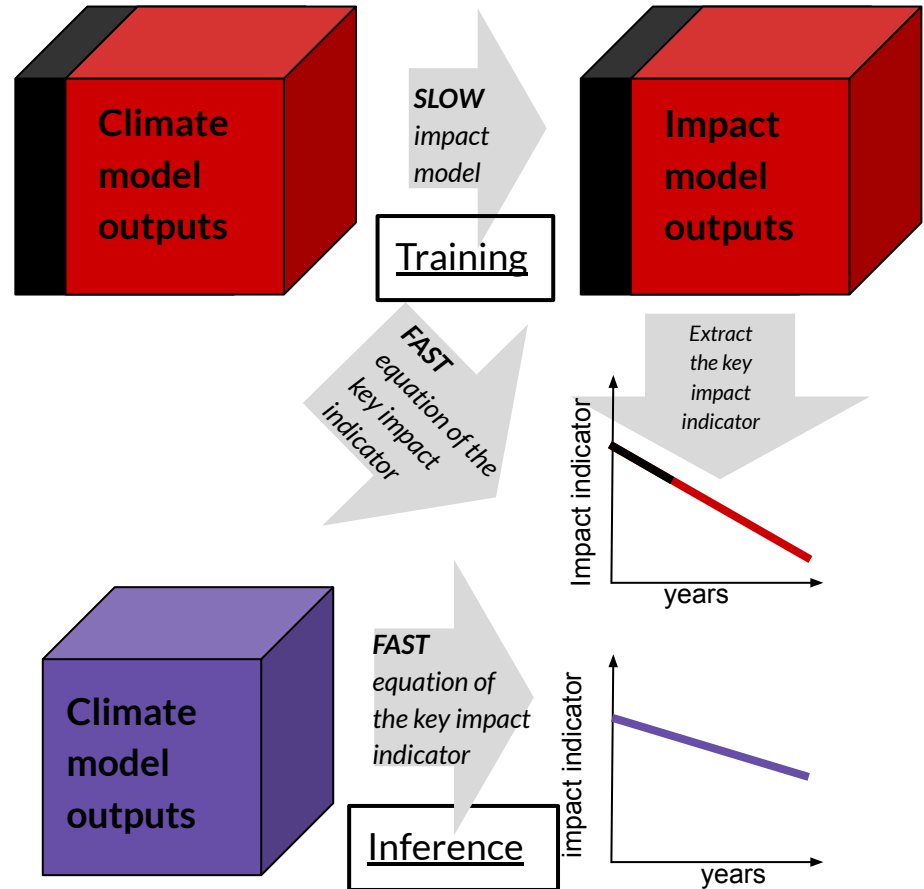 Climate
model
outputs
SLOW
impact
model
Impact
model
outputs
Training
FAST
equation of the
key impact
indicator
Extract
the key
impact
indicator
Impact indicator
years
Climate
model
outputs
FAST
equation of
the key impact
indicator
Inference
impact indicator
years